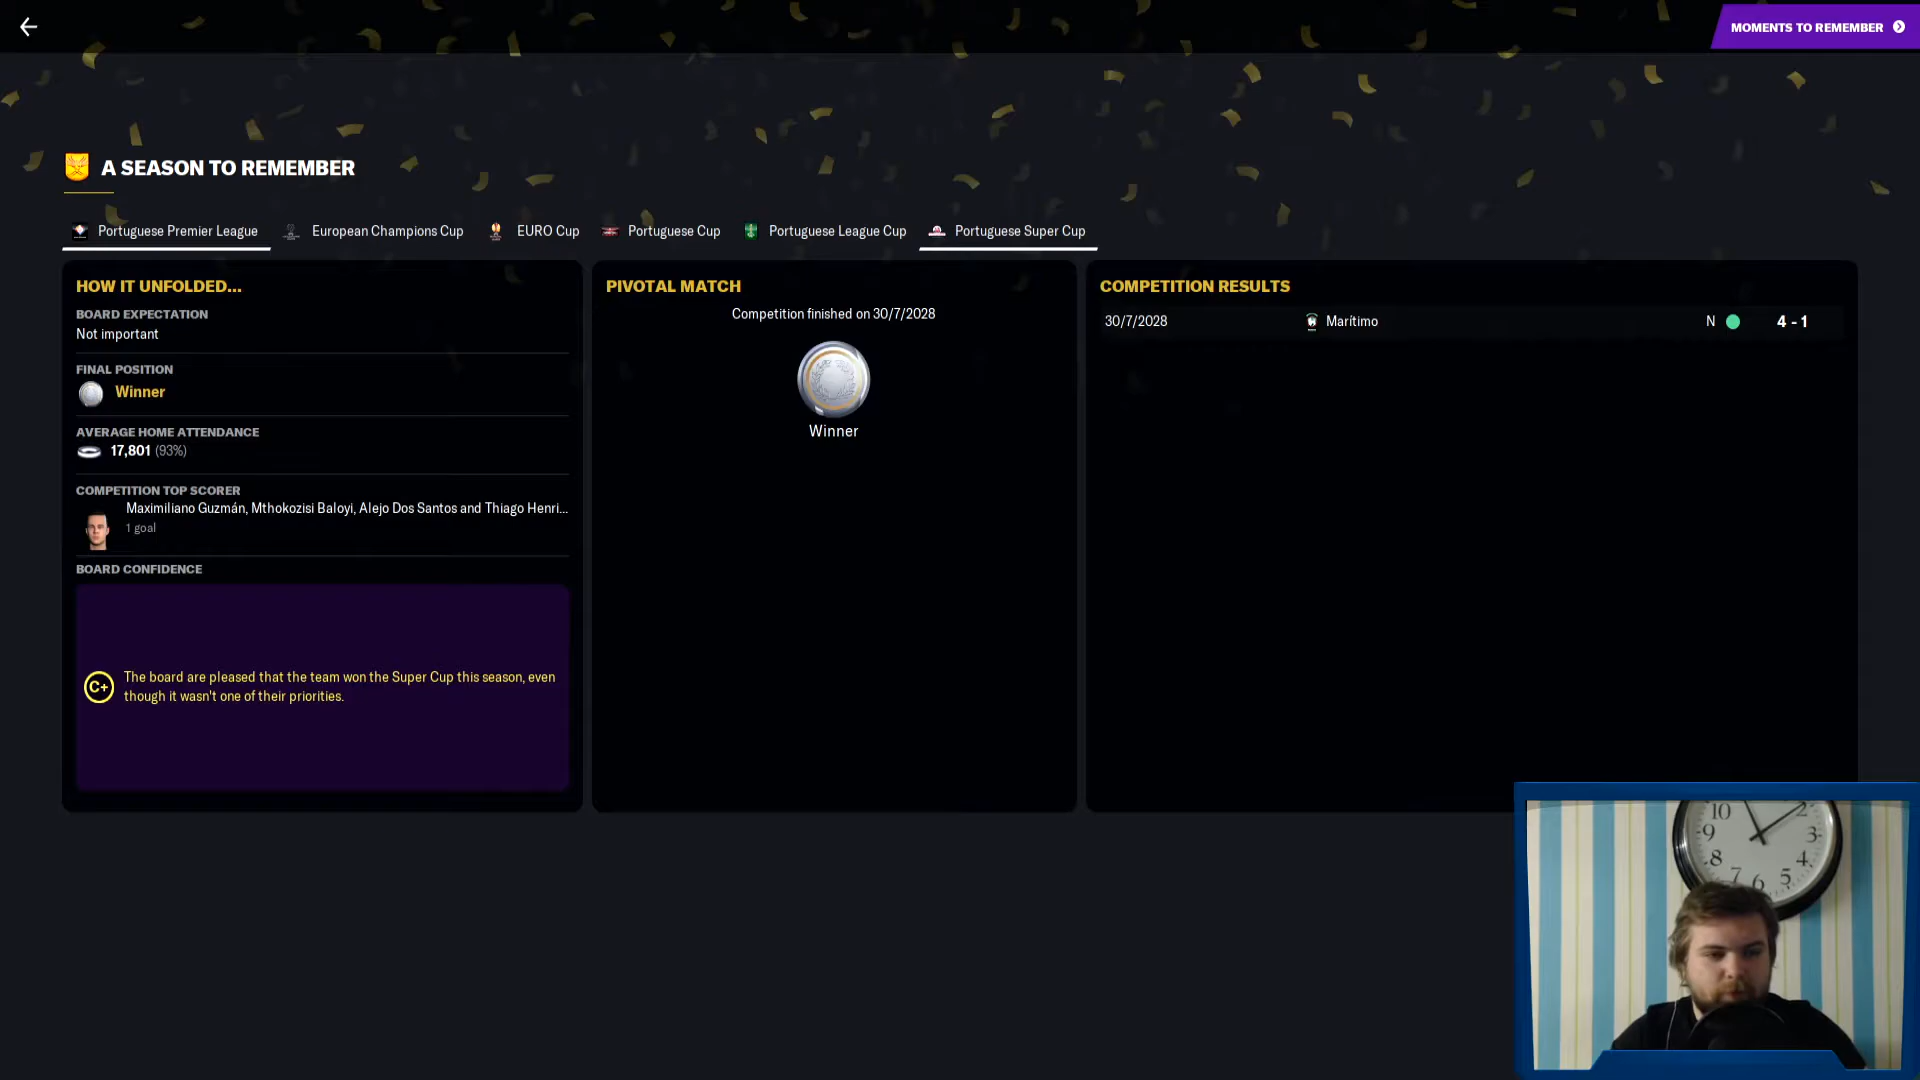 MOMENTS TO REMEMBER
A SEASON TO REMEMBER
Portuguese Premier League
European Champions Cup
EURO Cup
Portuguese Cup
Portuguese League Cup
Portuguese Super Cup
HOW IT UNFOLDED...
BOARD EXPECTATION
Not important
FINAL POSITION
Winner
AVERAGE HOME ATTENDANCE
17,801 (93%)
COMPETITION TOP SCORER
Maximiliano Guzmán, Mthokozisi Baloyi, Alejo Dos Santos and Thiago Henri...
1 goal
BOARD CONFIDENCE
C+
The board are pleased that the team won the Super Cup this season, even
though it wasn't one of their priorities.
PIVOTAL MATCH
Competition finished on 30/7/2028
Winner
COMPETITION RESULTS
30/7/2028 Marítimo N 4 - 1
10 2
9 3
8 4
7 6 5